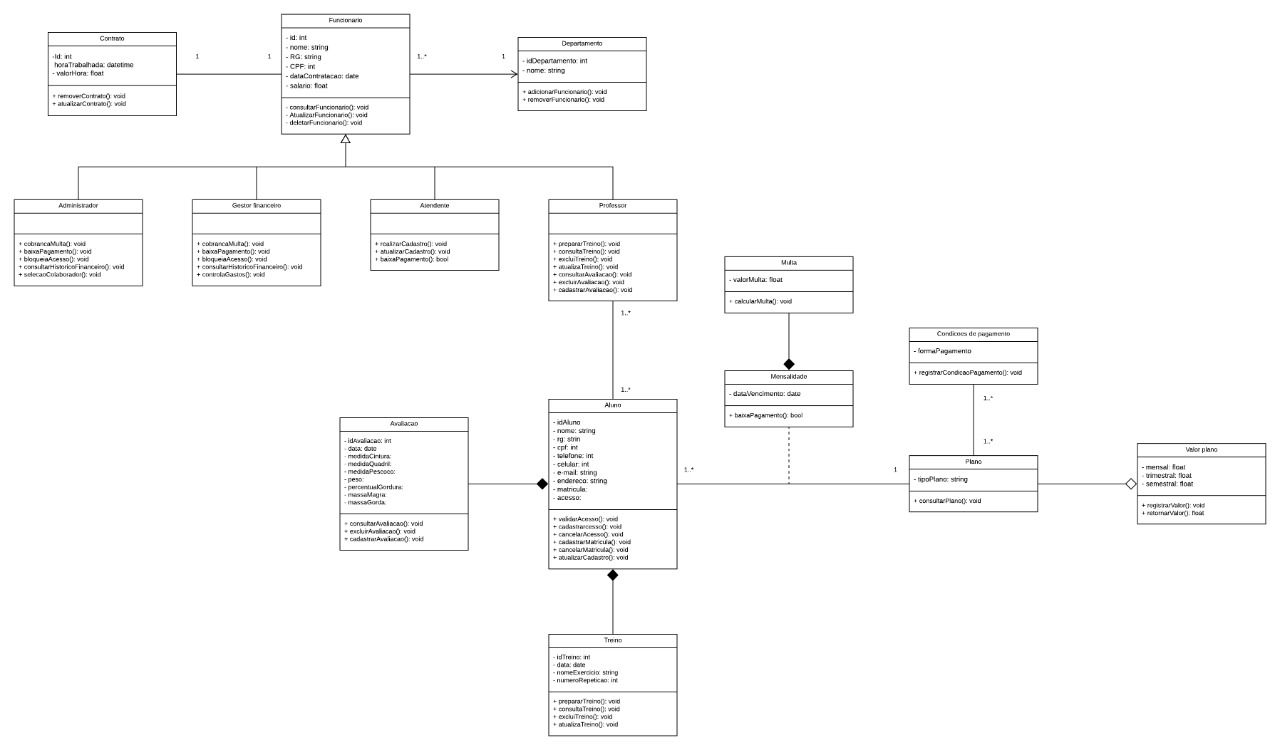 Funcionario
- id: int
- nome: string
- RG: string
- CPF: int
- dataContratacao: date
- salario: float
- consultarFuncionario(): void
- AtualizarFuncionario(): void
- deletarFuncionario(): void
Contrato
-Id: int
horaTrabalhada: datetime
- valorHora: float
+ removerContrato(): void
+ atualizarContrato(): void
1
1
1..*
1
Departamento
- idDepartamento: int
- nome: string
+ adicionarFuncionario(): void
+ removerFuncionario(): void
Administrador
+ cobrancaMulta(): void
+ baixaPagamento(): void
+ bloqueiaAcesso(): void
+ consultarHistoricoFinanceiro(): void
+ selecaoColaborador(): void
Gestor financeiro
+ cobrancaMulta(): void
+ baixaPagamento(): void
+ bloqueiaAcesso(): void
+ consultarHistoricoFinanceiro(): void
+ controlaGastos(): void
Atendente
+ realizarCadastro(): void
+ atualizarCadastro(): void
+ baixaPagamento(): bool
Professor
+ prepararTreino(): void
+ consultaTreino(): void
+ excluiTreino(): void
+ atualizaTreino(): void
+ consultarAvaliacao(): void
+ excluirAvaliacao(): void
+ cadastrarAvaliacao(): void
1..*
1..*
Multa
- valorMulta: float
+ calcularMulta(): void
Mensalidade
- dataVencimento: date
+ baixaPagamento(): bool
Condicoes de pagamento
- formaPagamento
+ registrarCondicaoPagamento(): void
1..*
1..*
Avaliacao
- idAvaliacao: int
- data: date
- medidaCintura:
- medidaQuadril:
- medidaPescoco:
- peso:
- percentualGordura:
- massaMagra:
- massaGorda.
+ consultarAvaliacao(): void
+ excluirAvaliacao(): void
+ cadastrarAvaliacao(): void
Aluno
- idAluno
- nome: string
- rg: strin
- cpf: int
- telefone: int
- celular: int
- e-mail: string
- endereco: string
- matricula:
- acesso:
+ validarAcesso(): void
+ cadastrarcesso(): void
+ cancelarAcesso(): void
+ cadastrarMatricula(): void
+ cancelarMatricula(): void
+ atualizarCadastro(): void
1..*
1
Plano
- tipoPlano: string
+ consultarPlano(): void
Valor plano
- mensal: float
- trimestral: float
- semestral: float
+ registrarValor(): void
+ retornarValor(): float
Treino
- idTreino: int
- data: date
- nomeExercicio: string
- numeroRepeticao: int
+ prepararTreino(): void
+ consultaTreino(): void
+ excluiTreino(): void
+ atualizaTreino(): void